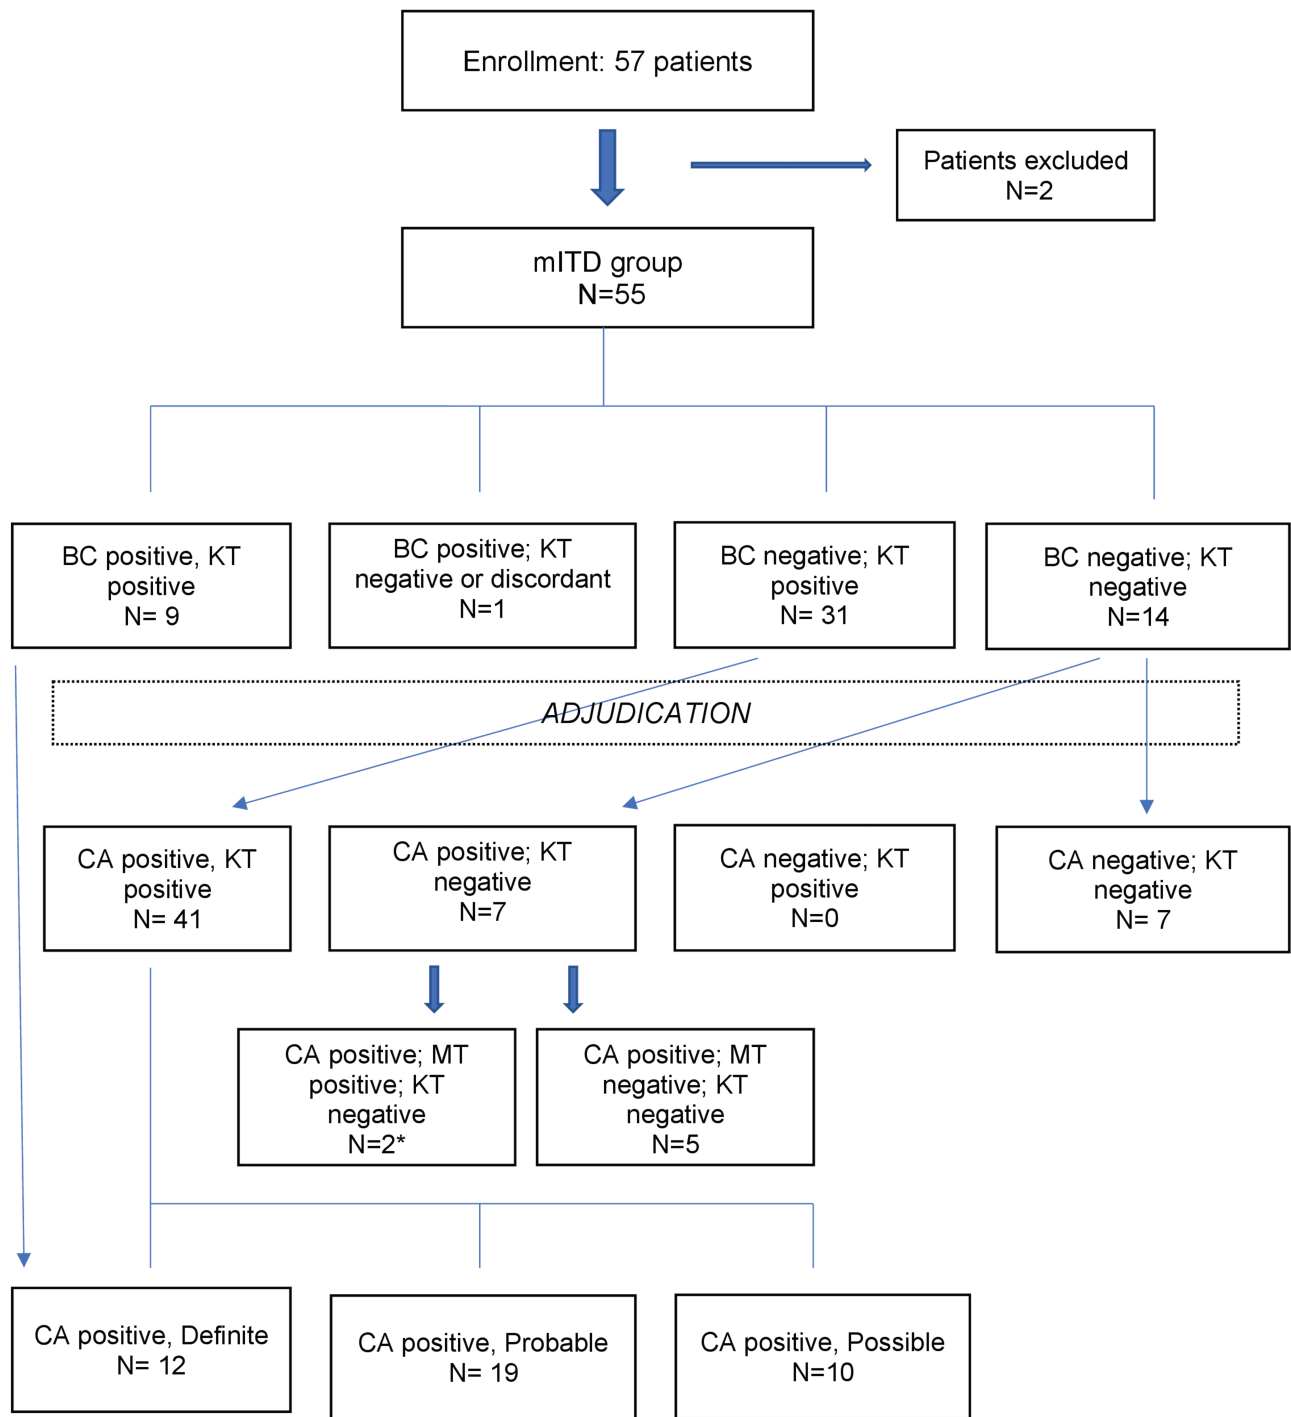 Enrollment: 57 patients
Patients excluded
N=2
mITD group
N=55
BC positive, KT
positive
N= 9
BC positive; KT
negative or discordant
N=1
BC negative; KT
positive
N= 31
BC negative; KT
negative
N=14
ADJUDICATION
CA positive, KT
positive
N= 41
CA positive; KT
negative
N=7
CA negative; KT
positive
N=0
CA negative; KT
negative
N= 7
CA positive; MT
positive; KT
negative
N=2*
CA positive; MT
negative; KT
negative
N=5
CA positive, Definite
N= 12
CA positive, Probable
N= 19
CA positive, Possible
N=10